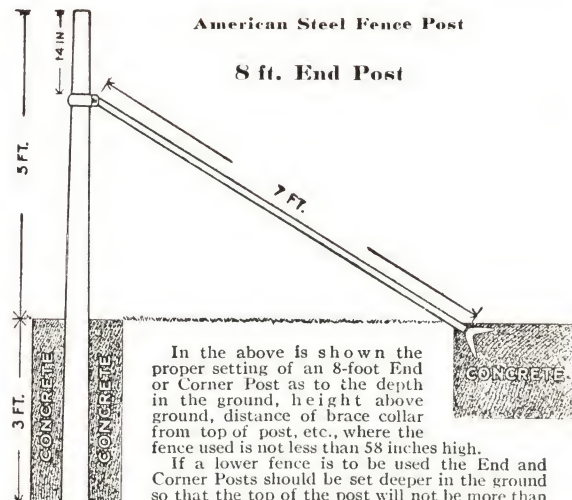 American Steel Fence Post
8 ft. End Post
14 IN
5 FT.
7 FT.
3 FT.
CONCRETE
CONCRETE
CONCRETE
In the above is shown the
proper setting of an 8-foot End
or Corner Post as to the depth
in the ground, height above
ground, distance of brace collar
from top of post, etc., where the
fence used is not less than 58 inches high.
If a lower fence is to be used the End and
Corner Posts should be set deeper in the ground
so that the top of the post will not be more than